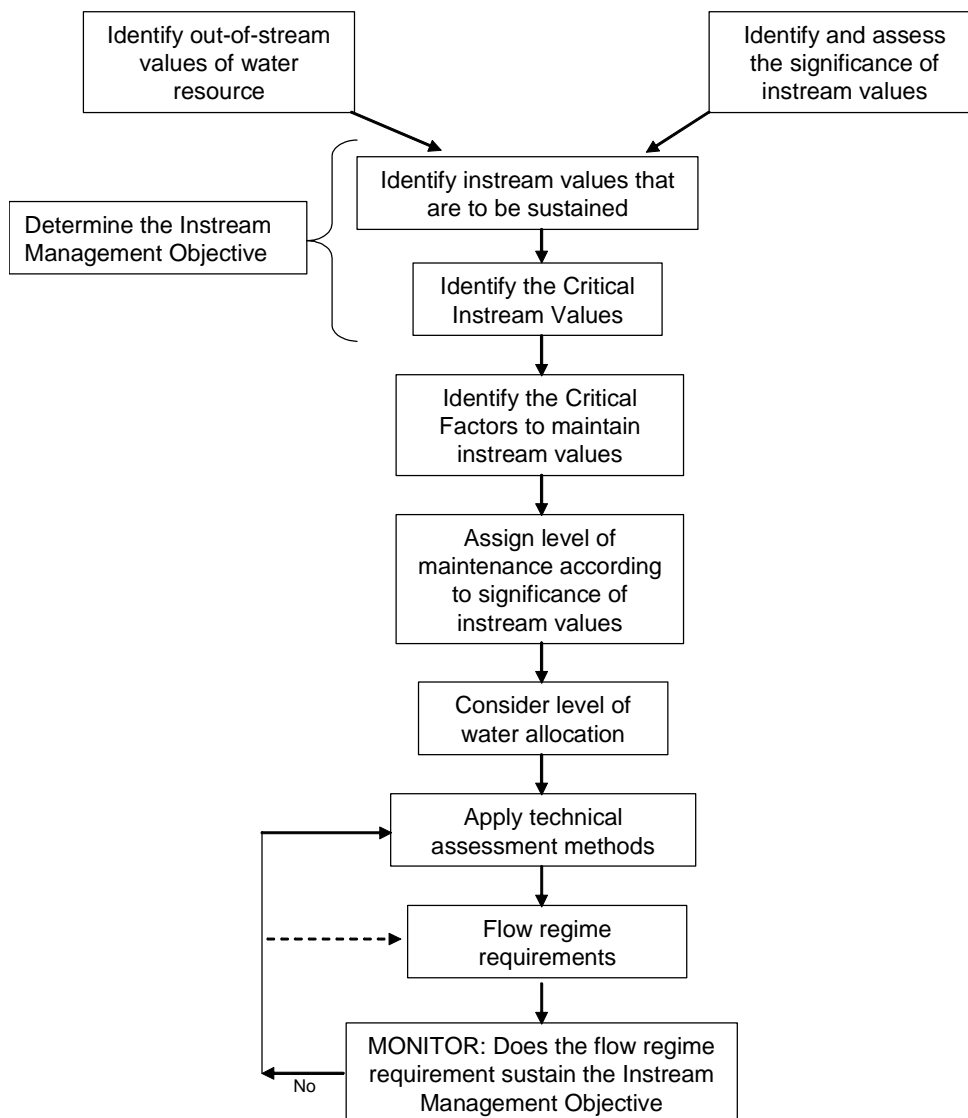 Identify out-of-stream
values of water
resource
Identify and assess
the significance of
instream values
Identify instream values that
are to be sustained
Determine the Instream
Management Objective
Identify the Critical
Instream Values
Identify the Critical
Factors to maintain
instream values
Assign level of
maintenance according
to significance of
instream values
Consider level of
water allocation
Apply technical
assessment methods
Flow regime
requirements
MONITOR: Does the flow regime
requirement sustain the Instream
Management Objective
No